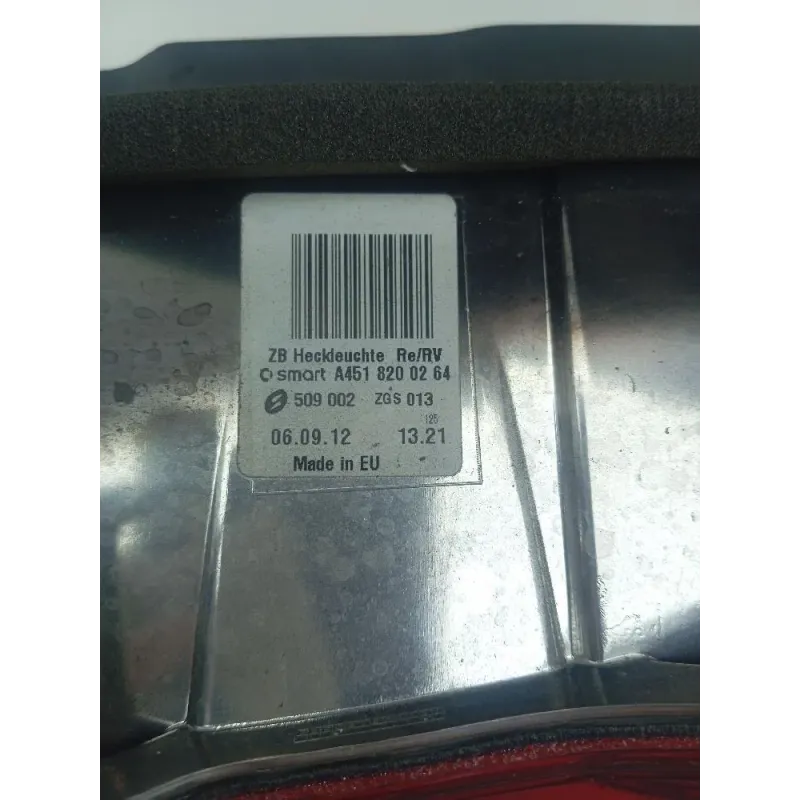 ZB Heckleuchte Re/RV
smart A451 820 02 64
509 002 ZGS 013
125
06.09.12 13.21
Made in EU